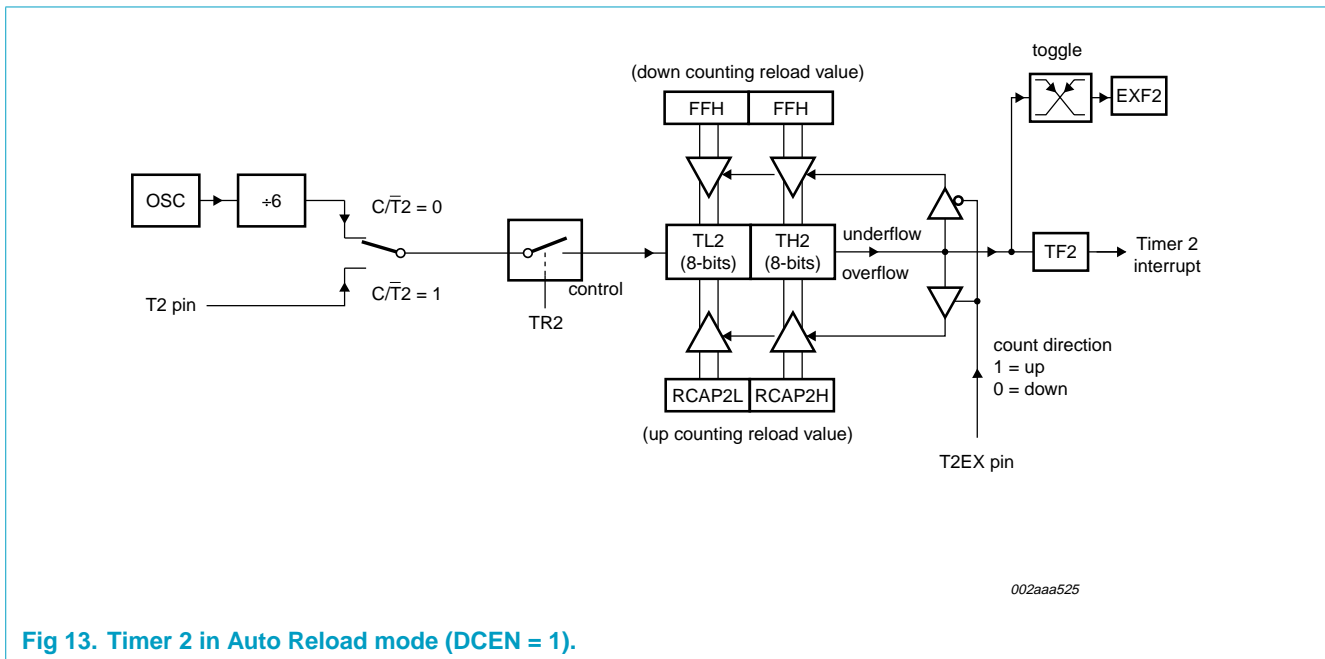 toggle
(down counting reload value)
FFH
FFH
EXF2
OSC
÷6
C/T̅2 = 0
TL2
(8-bits)
TH2
(8-bits)
underflow
overflow
TF2
Timer 2
interrupt
C/T̅2 = 1
control
T2 pin
TR2
count direction
1 = up
0 = down
RCAP2L
RCAP2H
(up counting reload value)
T2EX pin
002aaa525
Fig 13. Timer 2 in Auto Reload mode (DCEN = 1).